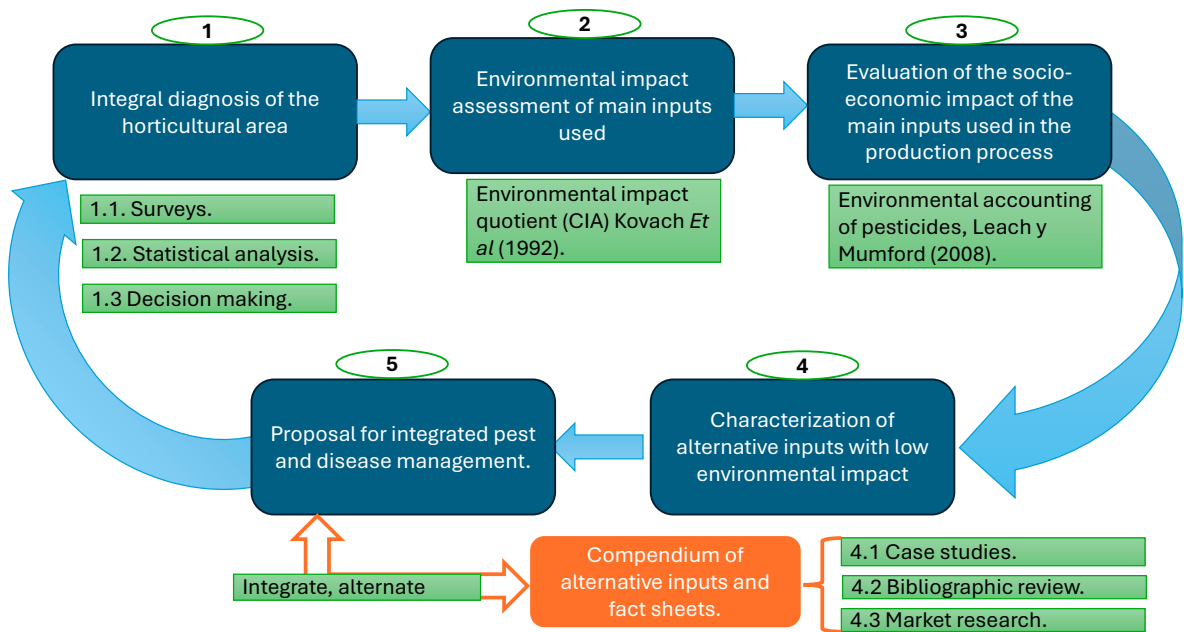 1
Integral diagnosis of the
horticultural area
1.1. Surveys.
1.2. Statistical analysis.
1.3 Decision making.
2
Environmental impact
assessment of main inputs
used
Environmental impact
quotient (CIA) Kovach Et
al (1992).
3
Evaluation of the socio-
economic impact of the
main inputs used in the
production process
Environmental accounting
of pesticides, Leach y
Mumford (2008).
4
Characterization of
alternative inputs with low
environmental impact
5
Proposal for integrated pest
and disease management.
Integrate, alternate
Compendium of
alternative inputs and
fact sheets.
4.1 Case studies.
4.2 Bibliographic review.
4.3 Market research.